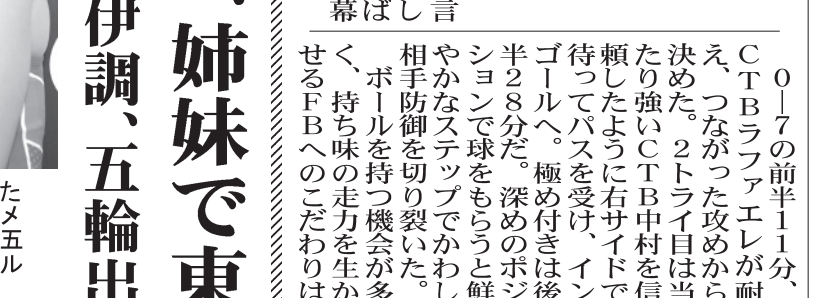 言
し
ば
幕
0―7の前半11分、
CTBラファエレが耐
え、つながった攻めから
決めた。2トライ目は当
たり強いCTB中村を信
頼したように右サイドで
待ってパスを受け、イン
ゴールへ。極め付きは後
半28分だ。深めのポジ
ションで球をもらうと鮮
やかなステップでかわし
相手防御を切り裂いた。
ボールを持つ機会が多
く、持ち味の走力を生か
せるFBへのこだわりは
、姉妹で東
伊調、五輪出
た
メ
五
ル